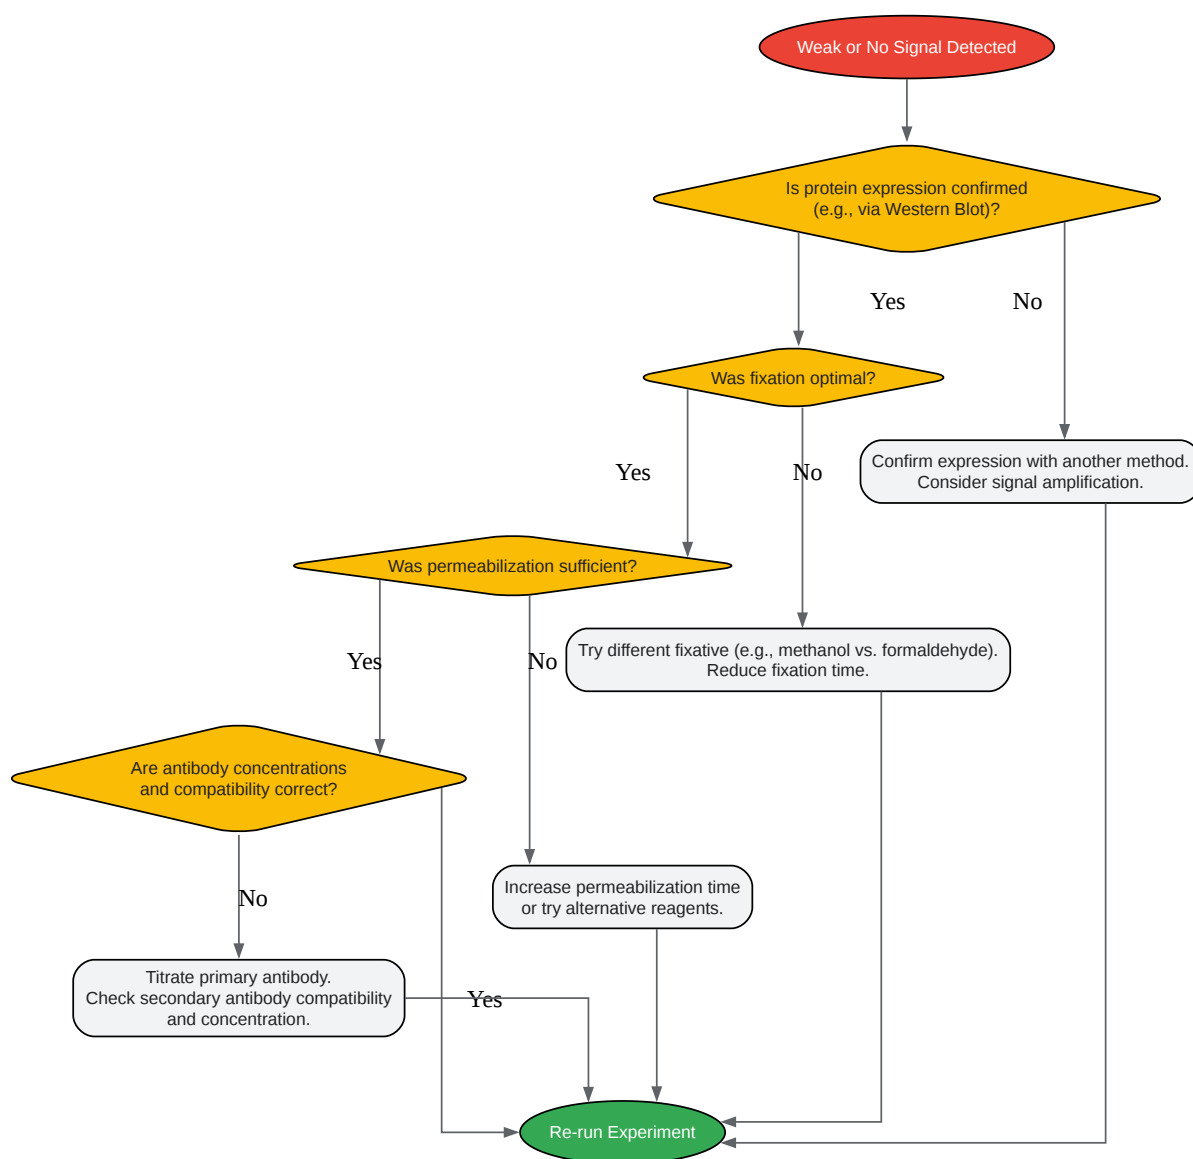 Weak or No Signal Detected
Is protein expression confirmed
(e.g., via Western Blot)?
Yes
No
Was fixation optimal?
Yes
No
Confirm expression with another method.
Consider signal amplification.
Was permeabilization sufficient?
Yes
No
Try different fixative (e.g., methanol vs. formaldehyde).
Reduce fixation time.
Are antibody concentrations
and compatibility correct?
No
Increase permeabilization time
or try alternative reagents.
Titrate primary antibody.
Check secondary antibody compatibility
and concentration.
Yes
Re-run Experiment